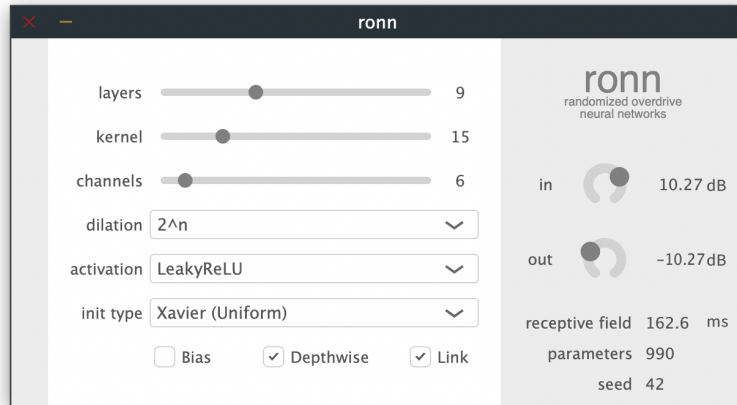 ronn
layers 9
kernel 15
channels 6
dilation 2^n
activation LeakyReLU
init type Xavier (Uniform)
Bias Depthwise Link
ronn
randomized overdrive
neural networks
in 10.27 dB
out -10.27 dB
receptive field 162.6 ms
parameters 990
seed 42